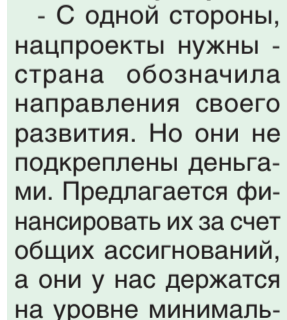 - С одной стороны,
нацпроекты нужны -
страна обозначила
направления своего
развития. Но они не
подкреплены деньга-
ми. Предлагается фи-
нансировать их за счет
общих ассигнований,
а они у нас держатся
на уровне минималь-